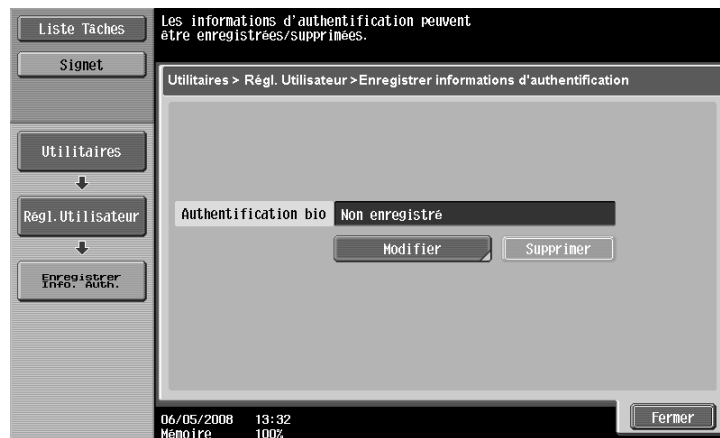 Liste Tâches
Signet
Les informations d'authentification peuvent
être enregistrées/supprimées.
Utilitaires > Régl. Utilisateur >Enregistrer informations d'authentification
Utilitaires
Régl.Utilisateur
Enregistrer
Info. Auth.
Authentification bio Non enregistré
Modifier Supprimer
06/05/2008 13:32
Mémoire 100%
Fermer